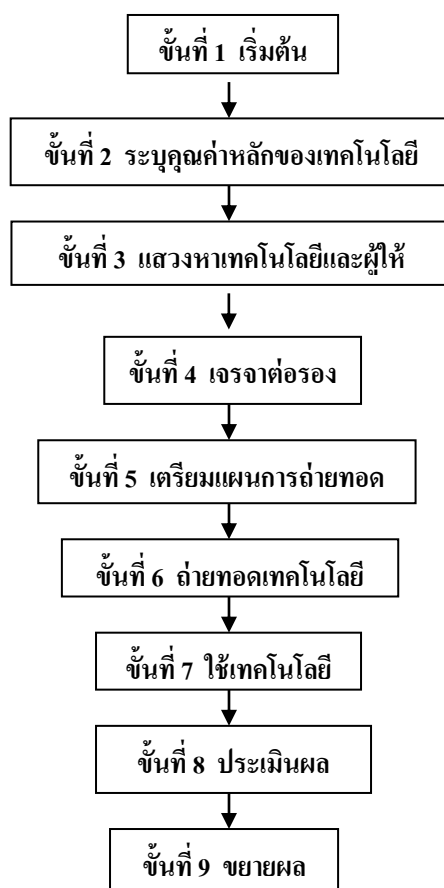 ขั้นที่ 1 เริ่มต้น
ขั้นที่ 2 ระบุคุณค่าหลักของเทคโนโลยี
ขั้นที่ 3 แสวงหาเทคโนโลยีและผู้ให้
ขั้นที่ 4 เจรจาต่อรอง
ขั้นที่ 5 เตรียมแผนการถ่ายทอด
ขั้นที่ 6 ถ่ายทอดเทคโนโลยี
ขั้นที่ 7 ใช้เทคโนโลยี
ขั้นที่ 8 ประเมินผล
ขั้นที่ 9 ขยายผล